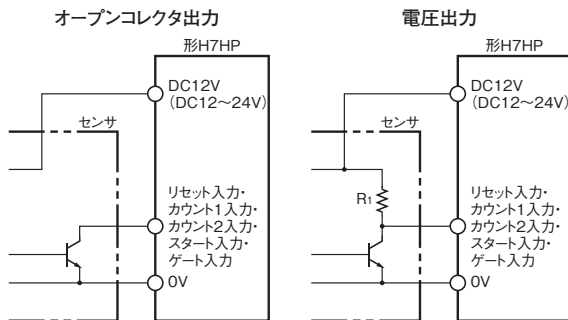 オープンコレクタ出力
形H7HP
DC12V
(DC12〜24V)
センサ
リセット入力・
カウント1入力・
カウント2入力・
スタート入力・
ゲート入力
0V
電圧出力
形H7HP
DC12V
(DC12〜24V)
センサ
R1
リセット入力・
カウント1入力・
カウント2入力・
スタート入力・
ゲート入力
0V